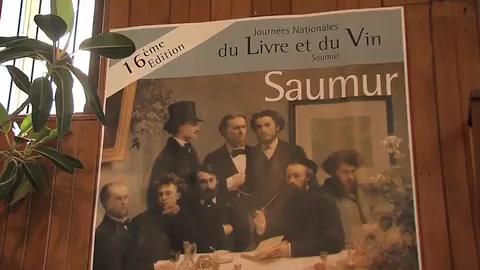 16ème Edition
Journées Nationales
du Livre et du Vin
Saumur
Saumur